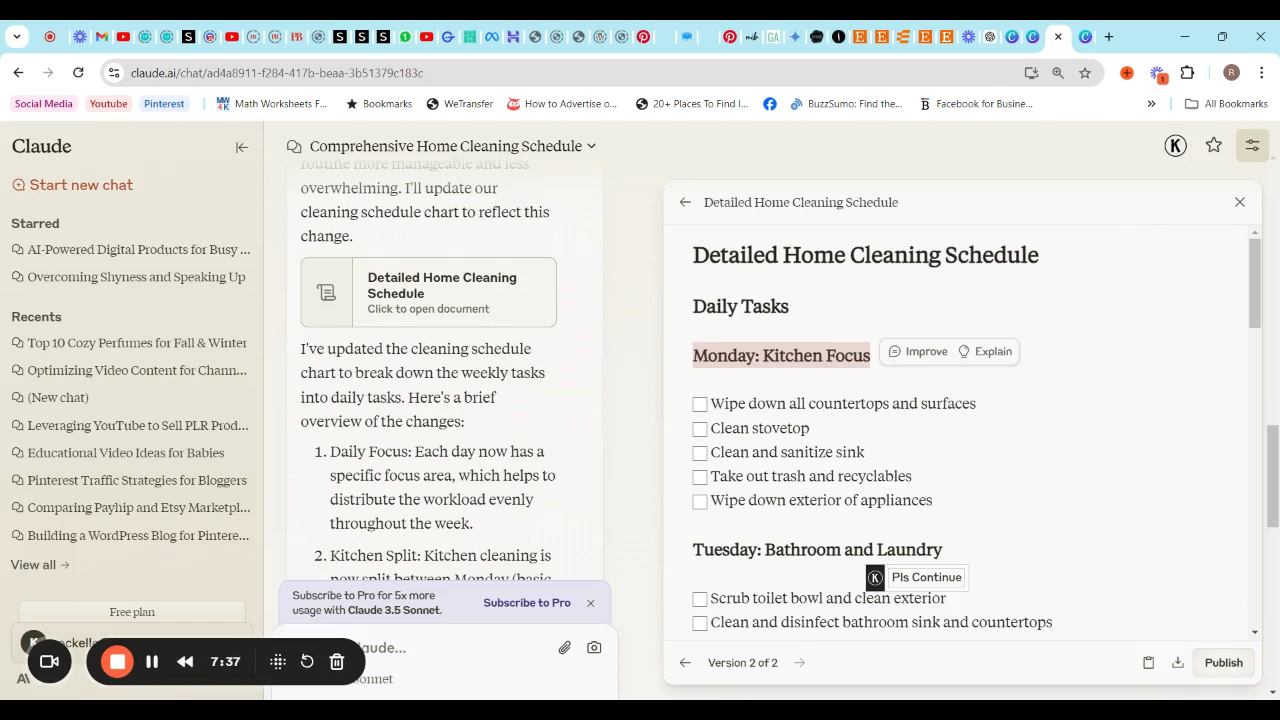 claude.ai/chat/ad4a8911-f284-417b-beaa-3b51379c183c
1
R
Social Media
Youtube
Pinterest
Math Worksheets F...
Bookmarks
WeTransfer
How to Advertise o...
20+ Places To Find I...
BuzzSumo: Find the...
Facebook for Busine...
»
All Bookmarks
Claude
Start new chat
Starred
AI-Powered Digital Products for Busy ...
Overcoming Shyness and Speaking Up
Recents
Top 10 Cozy Perfumes for Fall & Winter
Optimizing Video Content for Chann...
(New chat)
Leveraging YouTube to Sell PLR Prod...
Educational Video Ideas for Babies
Pinterest Traffic Strategies for Bloggers
Comparing Payhip and Etsy Marketpl...
Building a WordPress Blog for Pintere...
View all →
Free plan
7:37
Comprehensive Home Cleaning Schedule
K
routine more manageable and less
overwhelming. I'll update our
cleaning schedule chart to reflect this
change.
Detailed Home Cleaning
Schedule
Click to open document
I've updated the cleaning schedule
chart to break down the weekly tasks
into daily tasks. Here's a brief
overview of the changes:
1. Daily Focus: Each day now has a
specific focus area, which helps to
distribute the workload evenly
throughout the week.
2. Kitchen Split: Kitchen cleaning is
now split between Monday (basic
Subscribe to Pro for 5x more
usage with Claude 3.5 Sonnet.
Subscribe to Pro
Detailed Home Cleaning Schedule
Detailed Home Cleaning Schedule
Daily Tasks
Monday: Kitchen Focus
Improve
Explain
Wipe down all countertops and surfaces
Clean stovetop
Clean and sanitize sink
Take out trash and recyclables
Wipe down exterior of appliances
Tuesday: Bathroom and Laundry
K
Pls Continue
Scrub toilet bowl and clean exterior
Clean and disinfect bathroom sink and countertops
Version 2 of 2
Publish